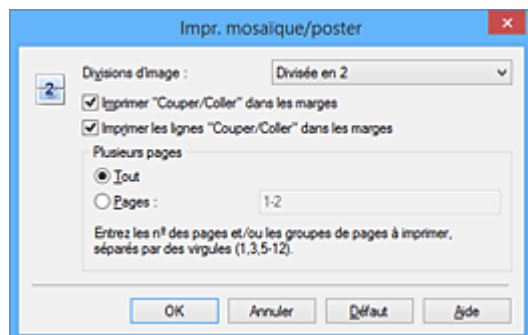 Impr. mosaïque/poster
Divisions d'image : Divisée en 2
2
Imprimer "Couper/Coller" dans les marges
Imprimer les lignes "Couper/Coller" dans les marges
Plusieurs pages
Tout
Pages : 1-2
Entrez les nº des pages et/ou les groupes de pages à imprimer,
séparés par des virgules (1,3,5-12).
OK Annuler Défaut Aide